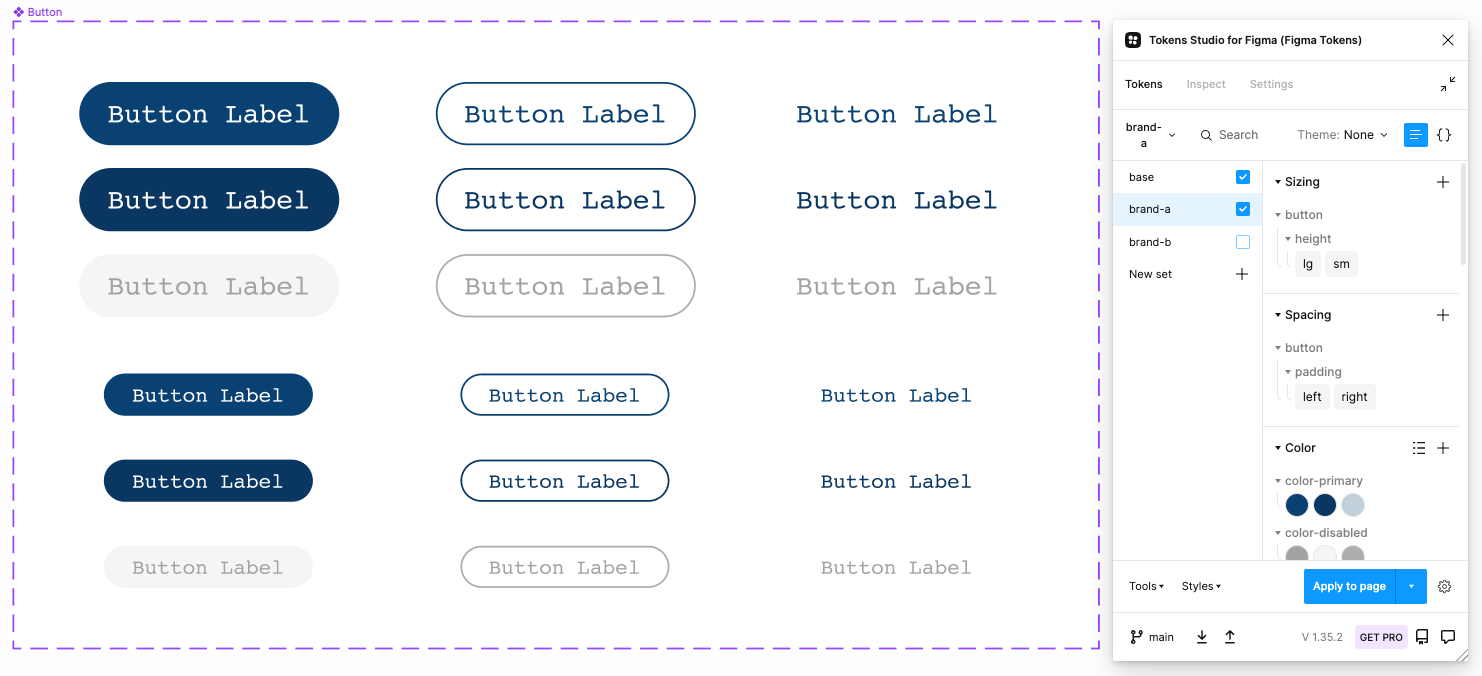 Button
Button Label Button Label Button Label
Button Label Button Label Button Label
Button Label Button Label Button Label
Button Label Button Label Button Label
Button Label Button Label Button Label
Button Label Button Label Button Label
Tokens Studio for Figma (Figma Tokens)
Tokens Inspect Settings
brand-
a
Search
Theme: None
base
brand-a
brand-b
New set
Sizing
button
height
lg sm
Spacing
button
padding
left right
Color
color-primary
color-disabled
Tools Styles Apply to page
main V 1.35.2 GET PRO